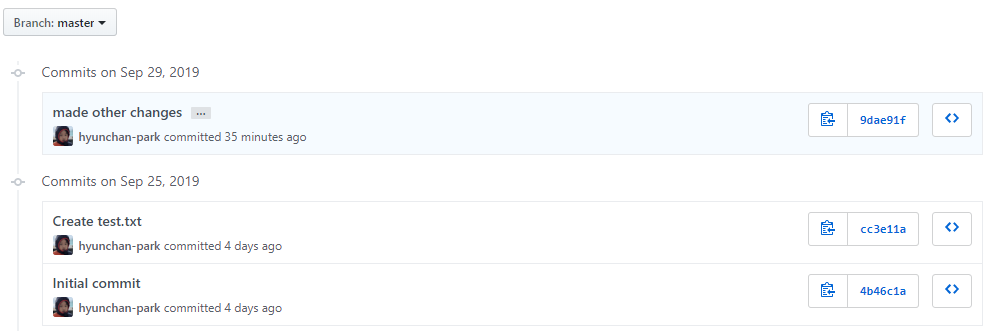 Branch: master
Commits on Sep 29, 2019
made other changes ...
hyunchan-park committed 35 minutes ago
9dae91f
Commits on Sep 25, 2019
Create test.txt
hyunchan-park committed 4 days ago
cc3e11a
Initial commit
hyunchan-park committed 4 days ago
4b46c1a